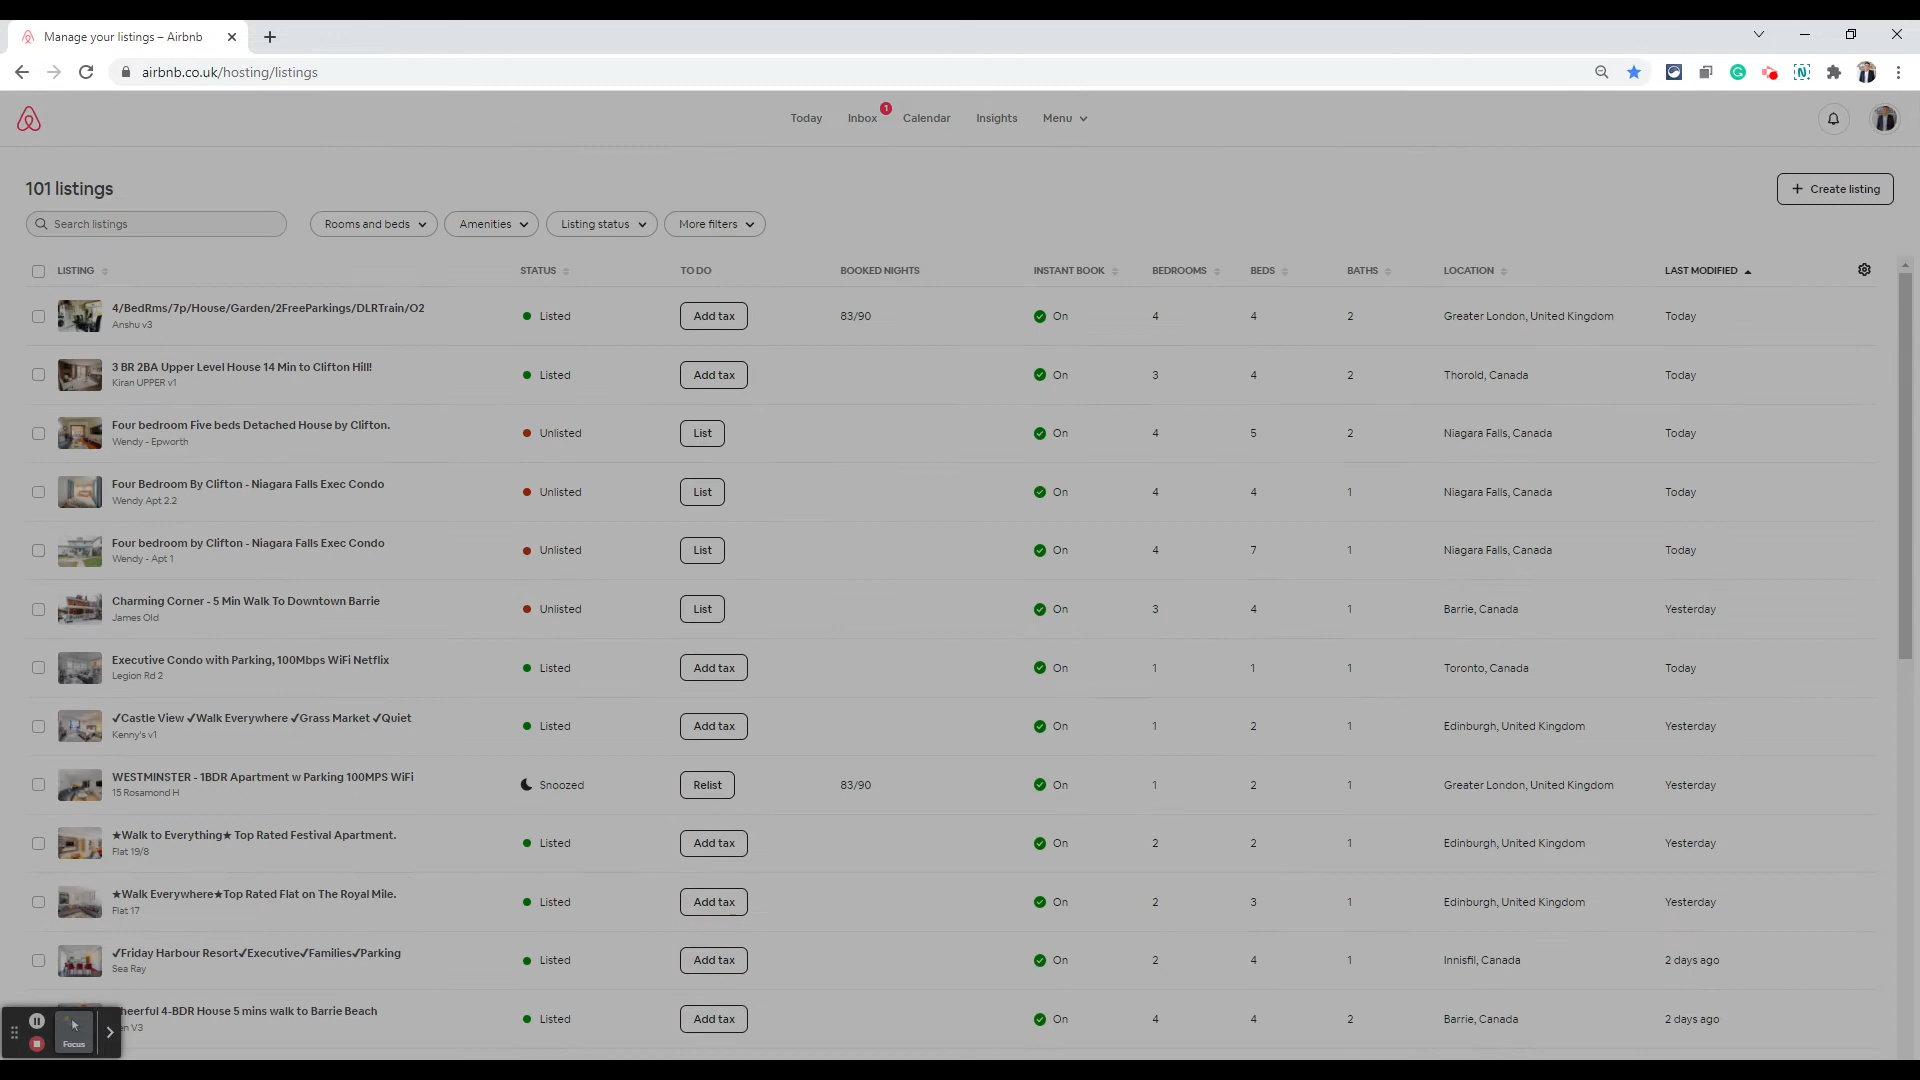 Manage your listings – Airbnb
airbnb.co.uk/hosting/listings
Today Inbox 1 Calendar Insights Menu
101 listings
Create listing
Search listings Rooms and beds Amenities Listing status More filters
LISTING STATUS TO DO BOOKED NIGHTS INSTANT BOOK BEDROOMS BEDS BATHS LOCATION LAST MODIFIED
4/BedRms/7p/House/Garden/2FreeParkings/DLRTrain/O2
Anshu v3
Listed Add tax 83/90 On 4 4 2 Greater London, United Kingdom Today
3 BR 2BA Upper Level House 14 Min to Clifton Hill!
Kiran UPPER v1
Listed Add tax On 3 4 2 Thorold, Canada Today
Four bedroom Five beds Detached House by Clifton.
Wendy - Epworth
Unlisted List On 4 5 2 Niagara Falls, Canada Today
Four Bedroom By Clifton - Niagara Falls Exec Condo
Wendy Apt 2.2
Unlisted List On 4 4 1 Niagara Falls, Canada Today
Four bedroom by Clifton - Niagara Falls Exec Condo
Wendy - Apt 1
Unlisted List On 4 7 1 Niagara Falls, Canada Today
Charming Corner - 5 Min Walk To Downtown Barrie
James Old
Unlisted List On 3 4 1 Barrie, Canada Yesterday
Executive Condo with Parking, 100Mbps WiFi Netflix
Legion Rd 2
Listed Add tax On 1 1 1 Toronto, Canada Today
✓Castle View ✓Walk Everywhere ✓Grass Market ✓Quiet
Kenny's v1
Listed Add tax On 1 2 1 Edinburgh, United Kingdom Yesterday
WESTMINSTER - 1BDR Apartment w Parking 100MPS WiFi
15 Rosamond H
Snoozed Relist 83/90 On 1 2 1 Greater London, United Kingdom Yesterday
★Walk to Everything★ Top Rated Festival Apartment.
Flat 19/8
Listed Add tax On 2 2 1 Edinburgh, United Kingdom Yesterday
★Walk Everywhere★Top Rated Flat on The Royal Mile.
Flat 17
Listed Add tax On 2 3 1 Edinburgh, United Kingdom Yesterday
✓Friday Harbour Resort✓Executive✓Families✓Parking
Sea Ray
Listed Add tax On 2 4 1 Innisfil, Canada 2 days ago
heerful 4-BDR House 5 mins walk to Barrie Beach
en V3
Listed Add tax On 4 4 2 Barrie, Canada 2 days ago
Focus